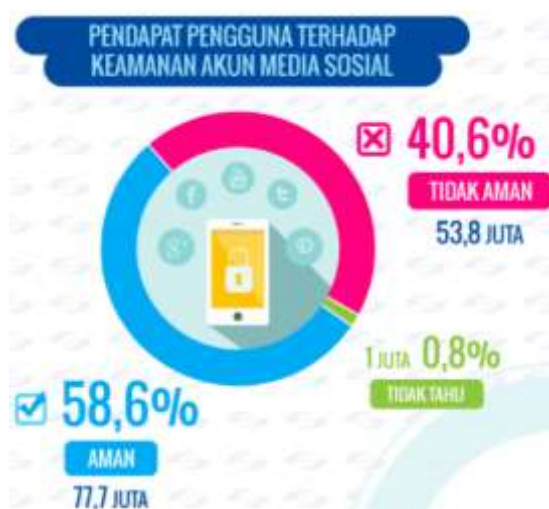 PENDAPAT PENGGUNA TERHADAP
KEAMANAN AKUN MEDIA SOSIAL
40,6%
TIDAK AMAN
53,8 JUTA
1 JUTA 0,8%
TIDAK TAHU
58,6%
AMAN
77,7 JUTA